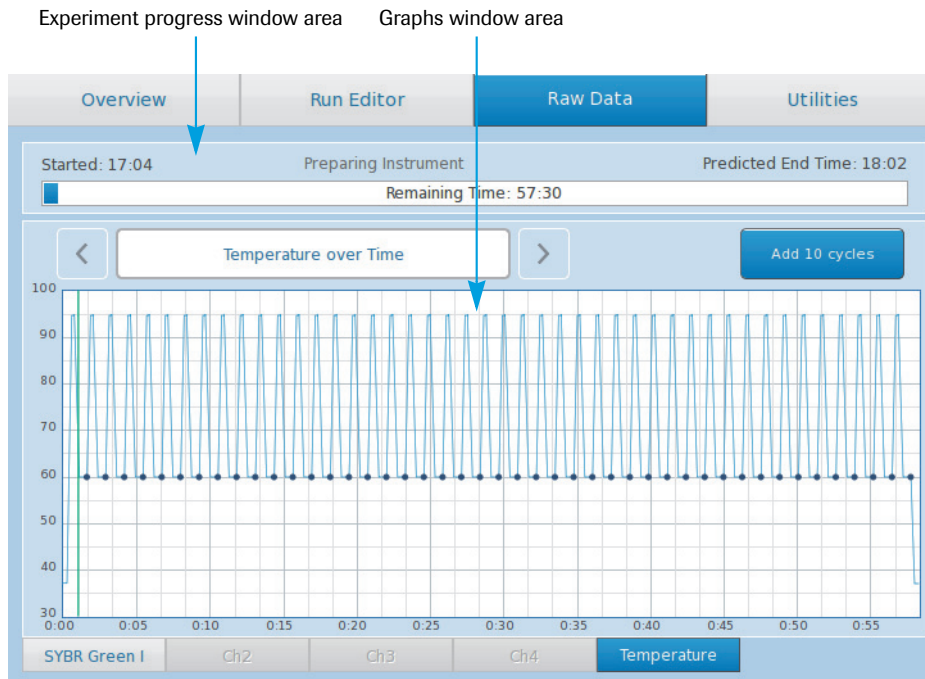 Experiment progress window area Graphs window area
Overview Run Editor Raw Data Utilities
Started: 17:04 Preparing Instrument Predicted End Time: 18:02
Remaining Time: 57:30
Temperature over Time Add 10 cycles
100
90
80
70
60
50
40
30
0:00 0:05 0:10 0:15 0:20 0:25 0:30 0:35 0:40 0:45 0:50 0:55
SYBR Green I Ch2 Ch3 Ch4 Temperature